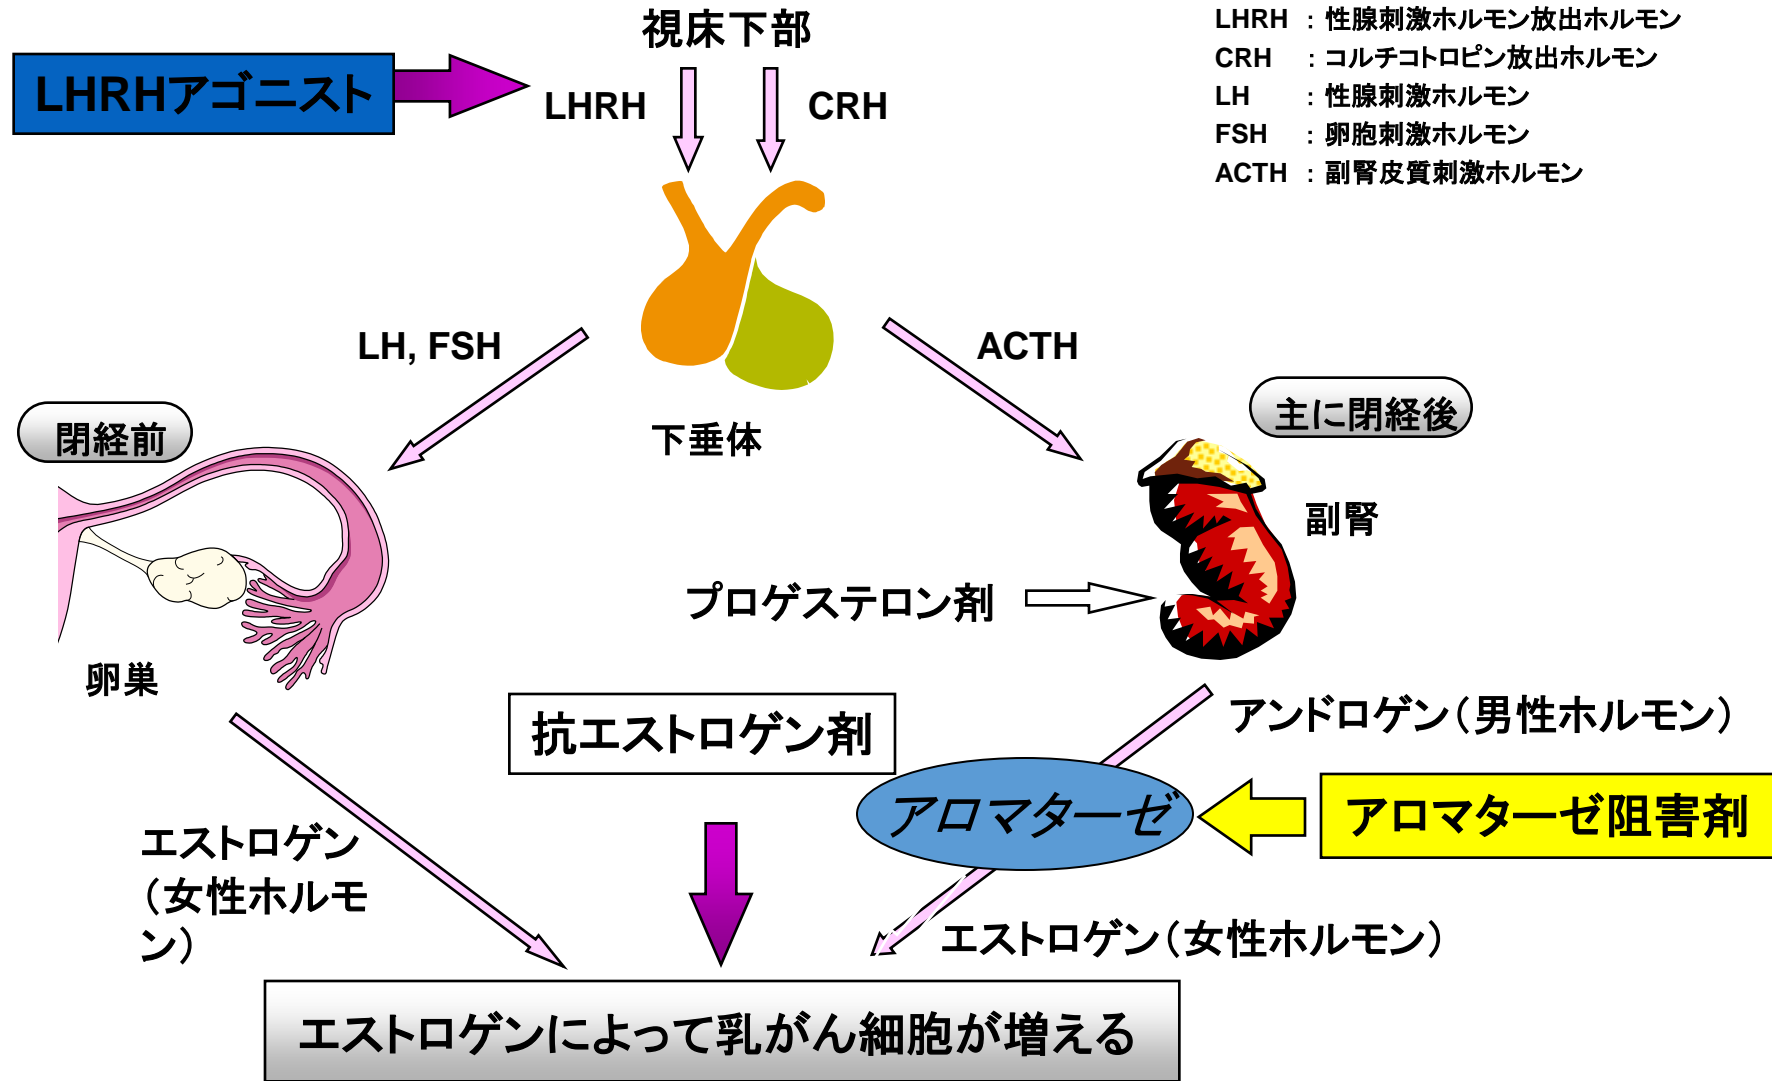 視床下部
LHRH : 性腺刺激ホルモン放出ホルモン
CRH : コルチコトロピン放出ホルモン
LH : 性腺刺激ホルモン
FSH : 卵胞刺激ホルモン
ACTH : 副腎皮質刺激ホルモン
LHRHアゴニスト
LHRH
CRH
LH, FSH
ACTH
閉経前
主に閉経後
下垂体
副腎
プロゲステロン剤
卵巣
抗エストロゲン剤
アンドロゲン（男性ホルモン）
アロマターゼ
アロマターゼ阻害剤
エストロゲン
（女性ホルモ
ン）
エストロゲン（女性ホルモン）
エストロゲンによって乳がん細胞が増える